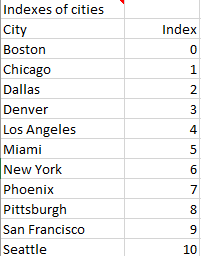 Indexes of cities
City Index
Boston 0
Chicago 1
Dallas 2
Denver 3
Los Angeles 4
Miami 5
New York 6
Phoenix 7
Pittsburgh 8
San Francisco 9
Seattle 10